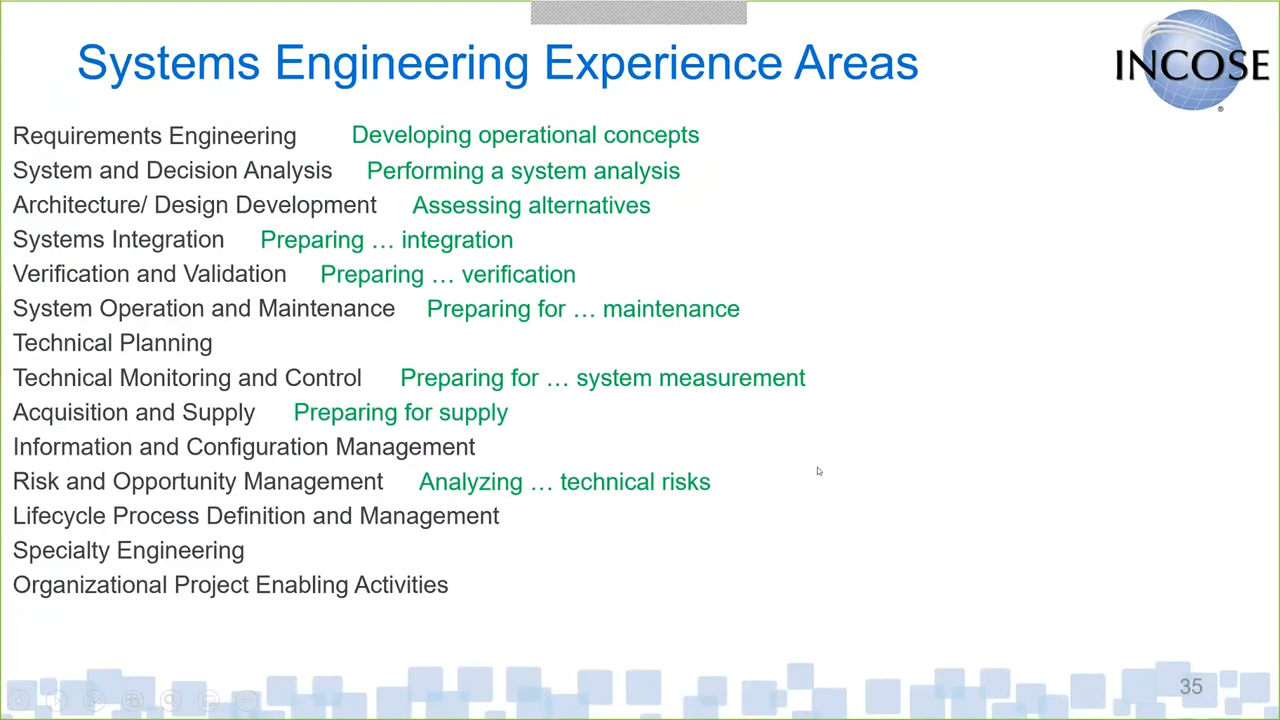 Systems Engineering Experience Areas
INCOSE
Requirements Engineering Developing operational concepts
System and Decision Analysis Performing a system analysis
Architecture/ Design Development Assessing alternatives
Systems Integration Preparing … integration
Verification and Validation Preparing … verification
System Operation and Maintenance Preparing for … maintenance
Technical Planning
Technical Monitoring and Control Preparing for … system measurement
Acquisition and Supply Preparing for supply
Information and Configuration Management
Risk and Opportunity Management Analyzing … technical risks
Lifecycle Process Definition and Management
Specialty Engineering
Organizational Project Enabling Activities
35